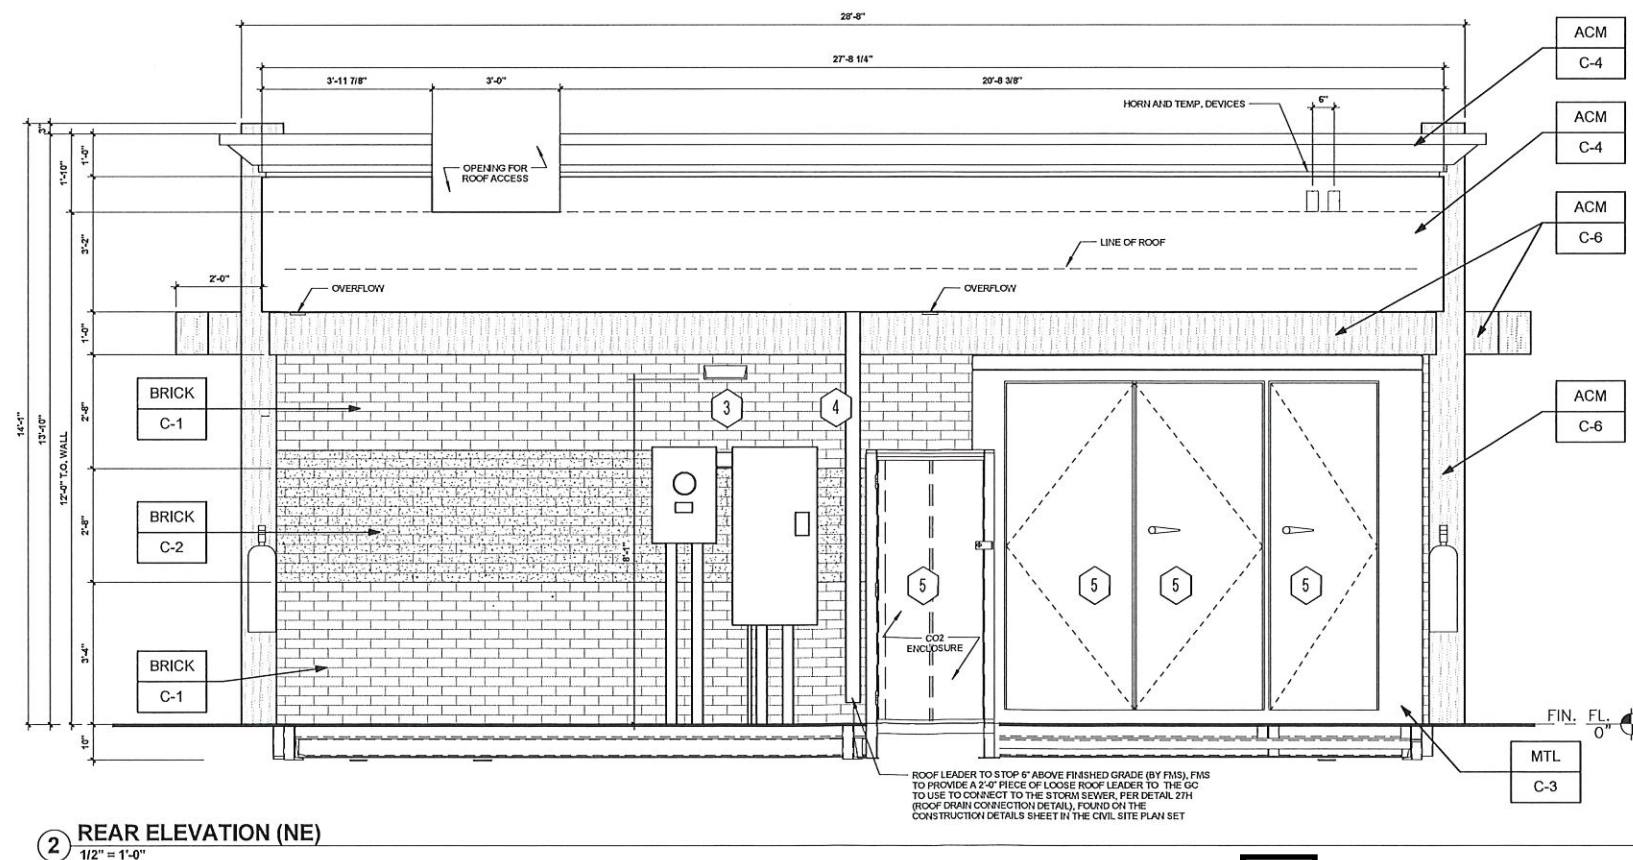 28'-8"
27'-8 1/4"
3'-11 7/8"
3'-0"
20'-8 3/8"
HORN AND TEMP. DEVICES
6"
ACM
C-4
ACM
C-4
ACM
C-6
ACM
C-6
3"
1'-0"
1'-10"
OPENING FOR
ROOF ACCESS
3'-2"
LINE OF ROOF
2'-0"
OVERFLOW
OVERFLOW
1'-0"
BRICK
C-1
3
4
2'-8"
14'-1"
13'-10"
12'-0" T.O. WALL
BRICK
C-2
2'-8"
8'-1"
5
5
5
5
CO2
ENCLOSURE
BRICK
C-1
3'-4"
10"
FIN. FL.
0"
MTL
C-3
ROOF LEADER TO STOP 6" ABOVE FINISHED GRADE (BY FMS), FMS
TO PROVIDE A 2'-0" PIECE OF LOOSE ROOF LEADER TO THE GC
TO USE TO CONNECT TO THE STORM SEWER, PER DETAIL 27H
(ROOF DRAIN CONNECTION DETAIL), FOUND ON THE
CONSTRUCTION DETAILS SHEET IN THE CIVIL SITE PLAN SET
2
REAR ELEVATION (NE)
1/2" = 1'-0"